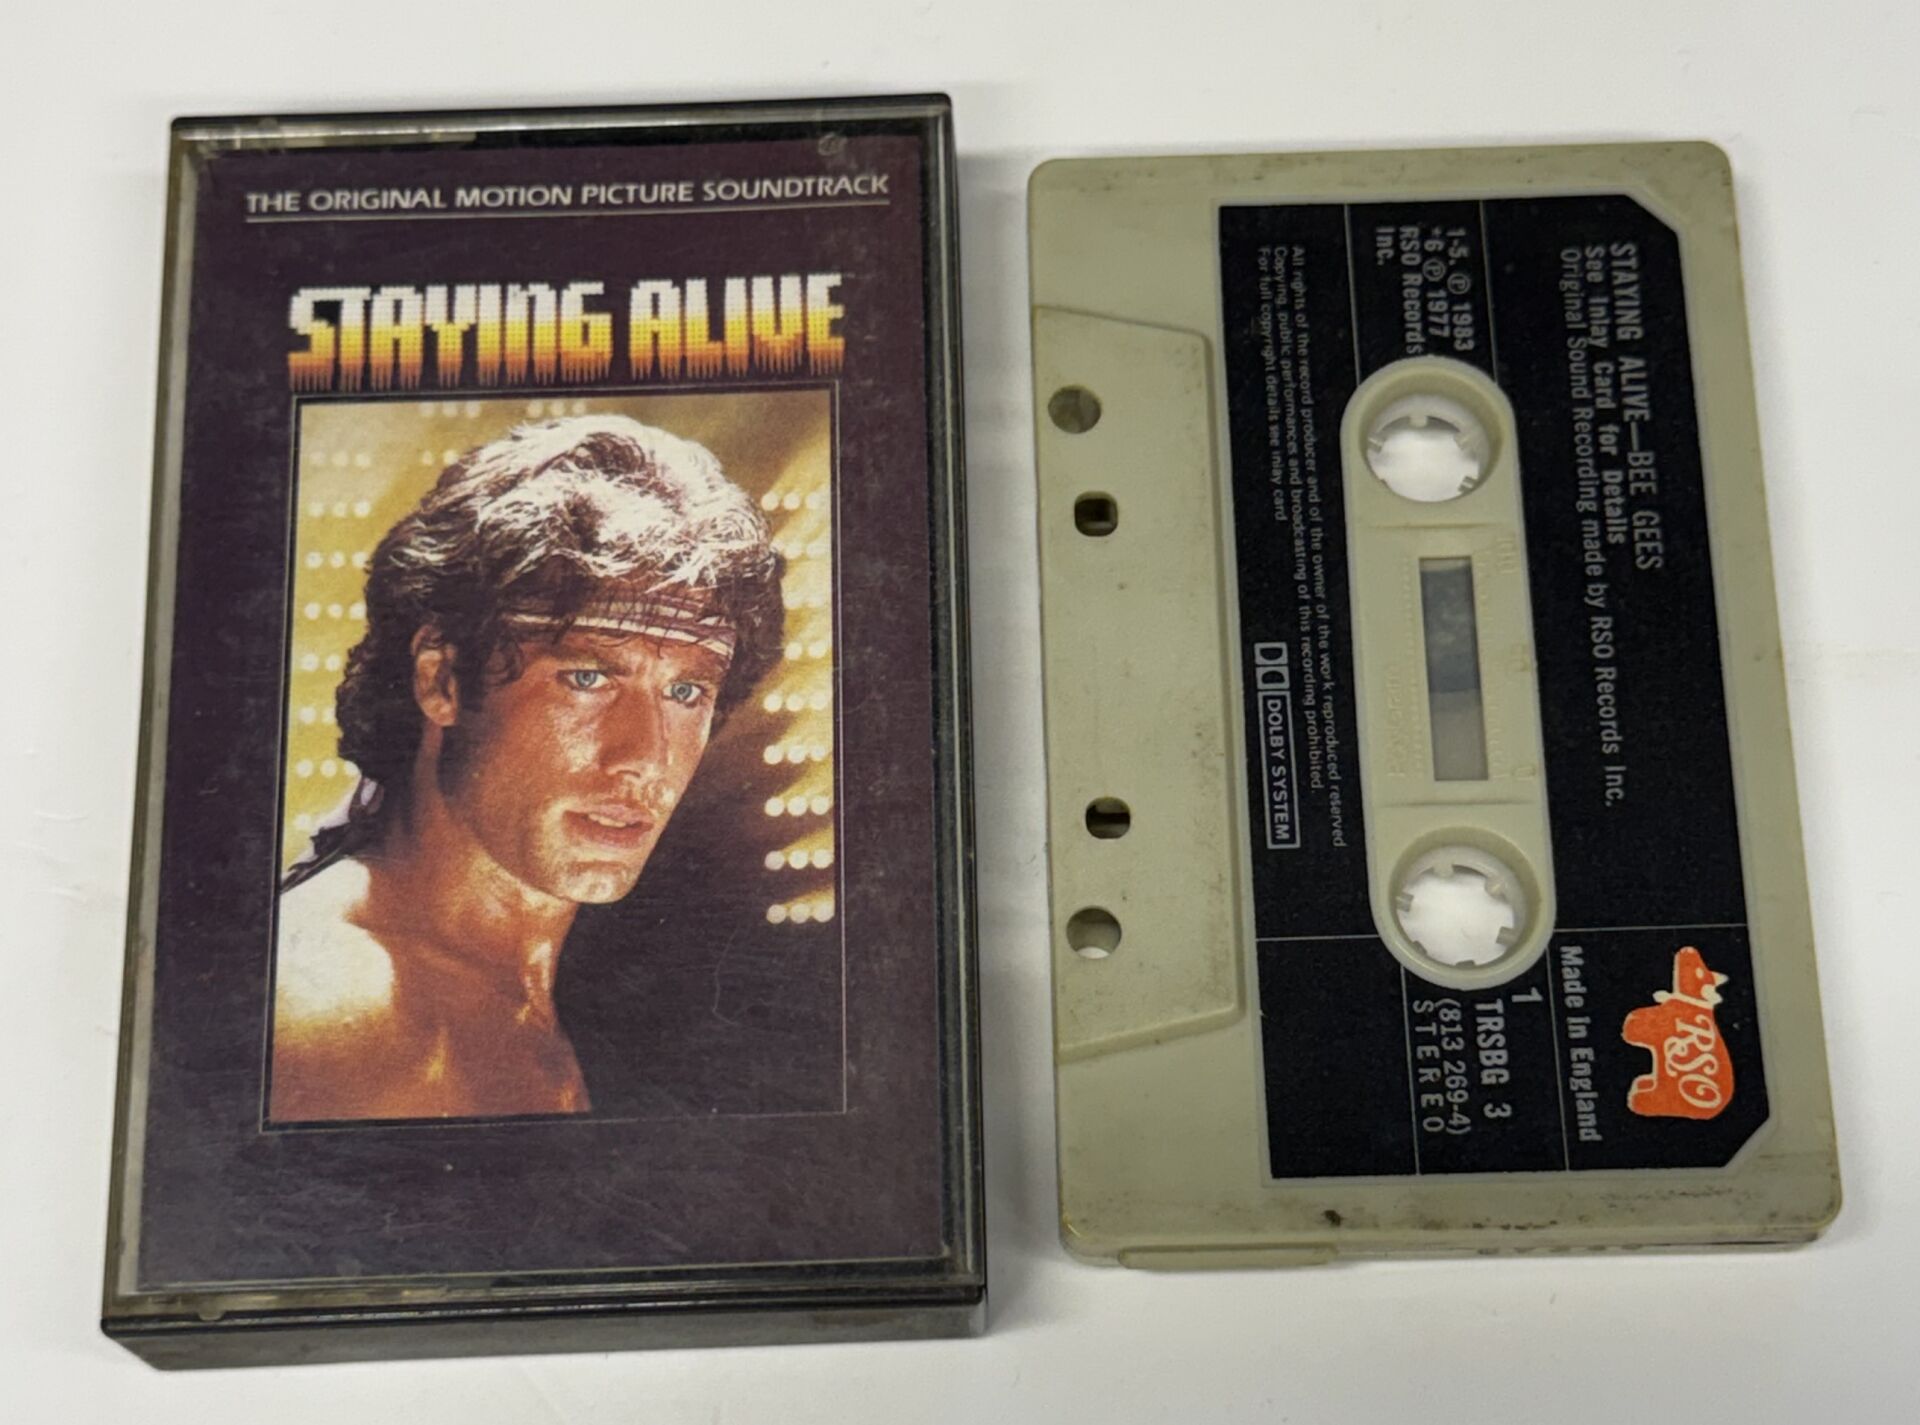 THE ORIGINAL MOTION PICTURE SOUNDTRACK
STAYING ALIVE
STAYING ALIVE—BEE GEES
See Inlay Card for Details
Original Sound Recording made by RSO Records Inc.
1-5. ℗ 1983
*6 ℗ 1977
RSO Records
Inc.
All rights of the record producer and of the owner of the work reproduced reserved
Copying, public performances and broadcasting of this recording prohibited.
For full copyright details see inlay card
DOLBY SYSTEM
RSO
Made in England
1
TRSBG 3
(813 269-4)
STEREO